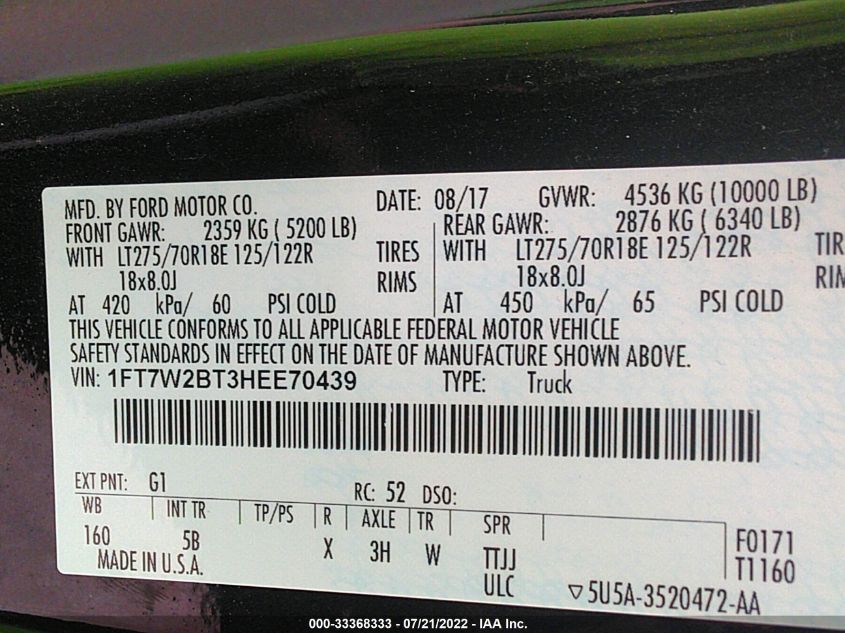 MFD. BY FORD MOTOR CO. DATE: 08/17 GVWR: 4536 KG (10000 LB)
FRONT GAWR: 2359 KG ( 5200 LB) REAR GAWR: 2876 KG ( 6340 LB)
WITH LT275/70R18E 125/122R TIRES WITH LT275/70R18E 125/122R TIR
18x8.0J RIMS 18x8.0J RIM
AT 420 kPa/ 60 PSI COLD AT 450 kPa/ 65 PSI COLD
THIS VEHICLE CONFORMS TO ALL APPLICABLE FEDERAL MOTOR VEHICLE
SAFETY STANDARDS IN EFFECT ON THE DATE OF MANUFACTURE SHOWN ABOVE.
VIN: 1FT7W2BT3HEE70439 TYPE: Truck
EXT PNT: G1 RC: 52 DSO:
WB INT TR TP/PS R AXLE TR SPR
160 5B X 3H W TTJJ F0171
MADE IN U.S.A. ULC T1160
▽5U5A-3520472-AA
000-33368333 - 07/21/2022 - IAA Inc.